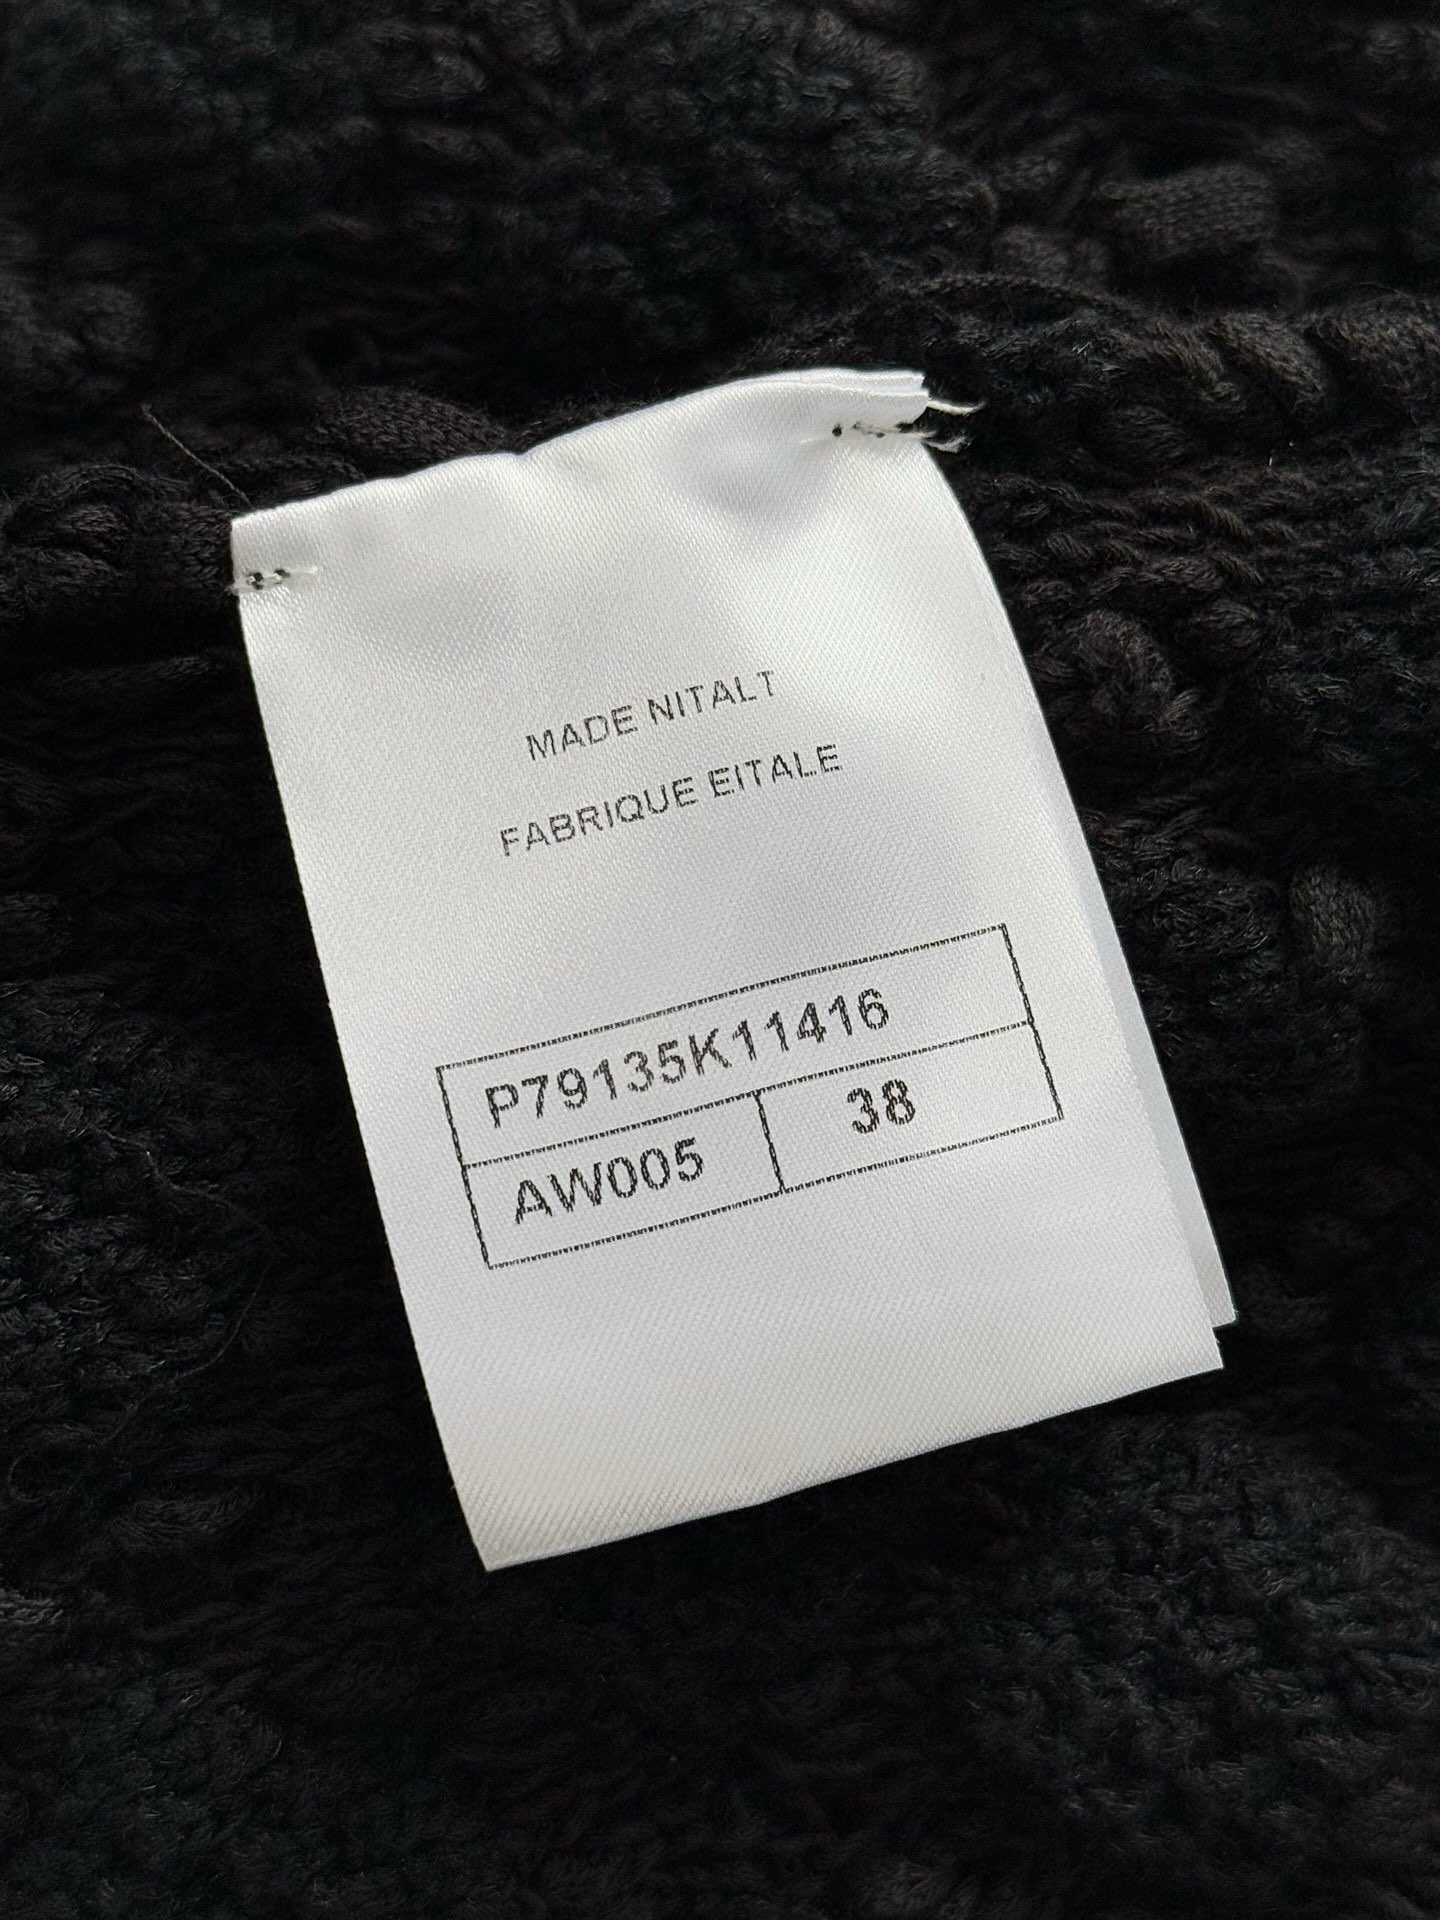 MADE NITALT
FABRIQUE EITALE
P79135K11416
AW005 38